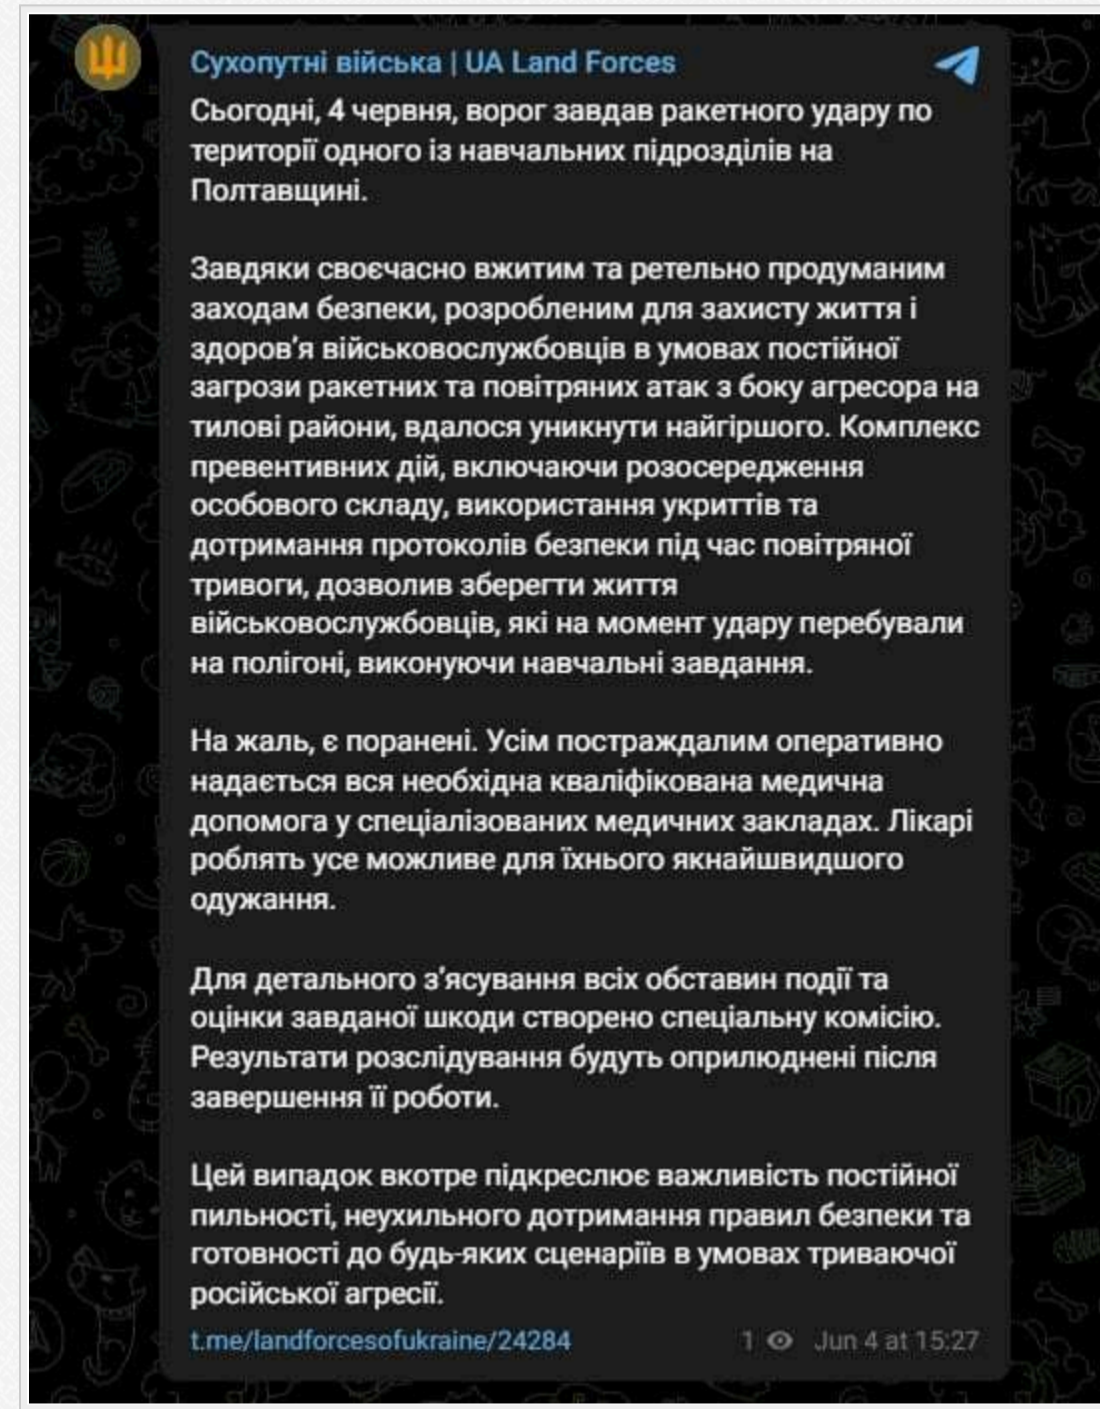 Сухопутні війська | UA Land Forces
Сьогодні, 4 червня, ворог завдав ракетного удару по
території одного із навчальних підрозділів на
Полтавщині.
Завдяки своєчасно вжитим та ретельно продуманим
заходам безпеки, розробленим для захисту життя і
здоров'я військовослужбовців в умовах постійної
загрози ракетних та повітряних атак з боку агресора на
тилові райони, вдалося уникнути найгіршого. Комплекс
превентивних дій, включаючи розосередження
особового складу, використання укриттів та
дотримання протоколів безпеки під час повітряної
тривоги, дозволив зберегти життя
військовослужбовців, які на момент удару перебували
на полігоні, виконуючи навчальні завдання.
На жаль, є поранені. Усім постраждалим оперативно
надається вся необхідна кваліфікована медична
допомога у спеціалізованих медичних закладах. Лікарі
роблять усе можливе для їхнього якнайшвидшого
одужання.
Для детального з'ясування всіх обставин події та
оцінки завданої шкоди створено спеціальну комісію.
Результати розслідування будуть оприлюднені після
завершення її роботи.
Цей випадок вкотре підкреслює важливість постійної
пильності, неухильного дотримання правил безпеки та
готовності до будь-яких сценаріїв в умовах триваючої
російської агресії.
t.me/landforcesofukraine/24284 1 Jun 4 at 15:27